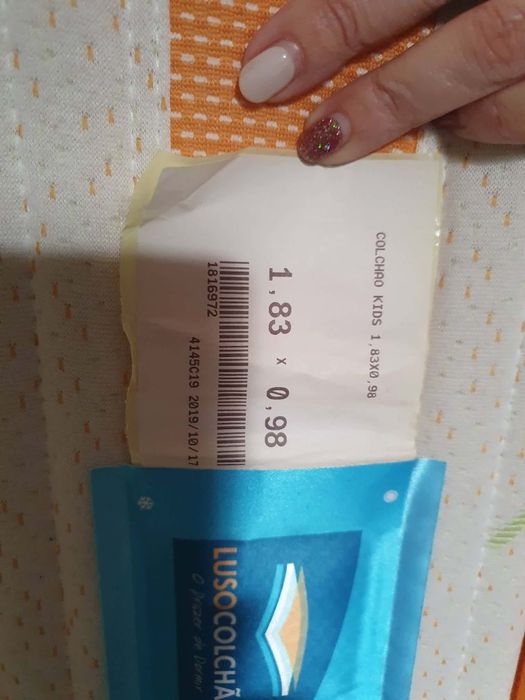 COLCHAO KIDS 1,83X0,98
1,83 x 0,98
1816972
4145C19 2019/10/17
LUSOCOLCHÃ
O Prazer de Dormir